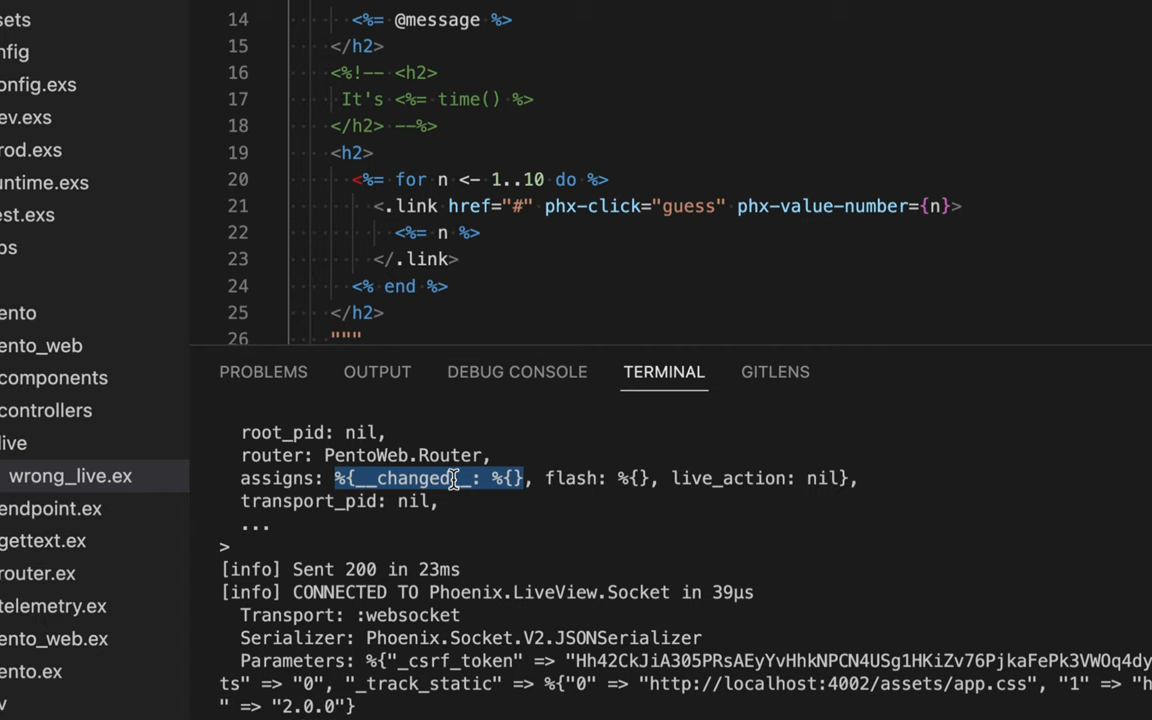 sets
nfig
onfig.exs
ev.exs
rod.exs
untime.exs
est.exs
ps
ento
ento_web
components
controllers
live
wrong_live.ex
endpoint.ex
gettext.ex
router.ex
telemetry.ex
ento_web.ex
ento.ex
v
14 <%= @message %>
15 </h2>
16 <%!-- <h2>
17 It's <%= time() %>
18 </h2> --%>
19 <h2>
20 <%= for n <- 1..10 do %>
21 <.link href="#" phx-click="guess" phx-value-number={n}>
22 <%= n %>
23 </.link>
24 <% end %>
25 </h2>
26 """
PROBLEMS OUTPUT DEBUG CONSOLE TERMINAL GITLENS
root_pid: nil,
router: PentoWeb.Router,
assigns: %{__changed__: %{}, flash: %{}, live_action: nil},
transport_pid: nil,
...
>
[info] Sent 200 in 23ms
[info] CONNECTED TO Phoenix.LiveView.Socket in 39µs
Transport: :websocket
Serializer: Phoenix.Socket.V2.JSONSerializer
Parameters: %{"_csrf_token" => "Hh42CkJiA305PRsAEyYvHhkNPCN4USg1HKiZv76PjkaFePk3VWOq4dy
ts" => "0", "_track_static" => %{"0" => "http://localhost:4002/assets/app.css", "1" => "h
" => "2.0.0"}